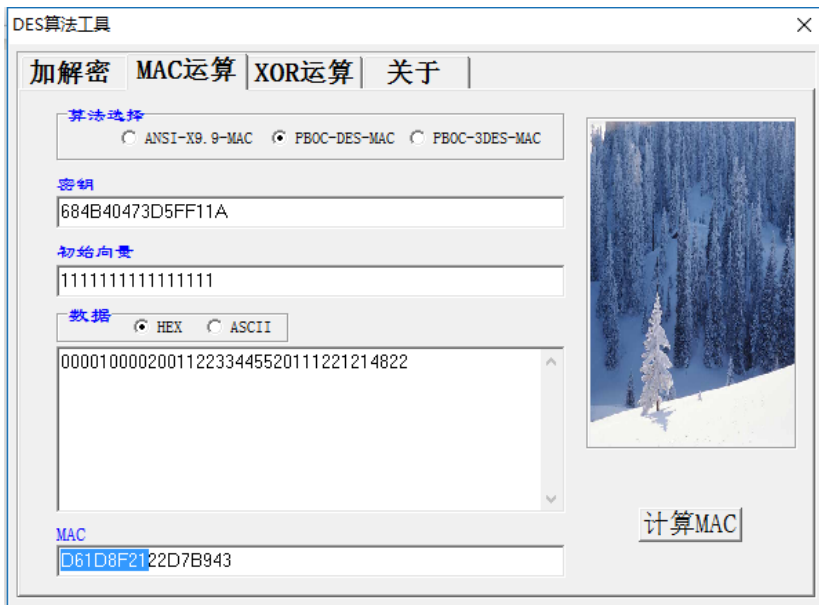 DES算法工具
加解密 MAC运算 XOR运算 关于
算法选择
ANSI-X9.9-MAC PBOC-DES-MAC PBOC-3DES-MAC
密钥
684B40473D5FF11A
初始向量
1111111111111111
数据 HEX ASCII
000010000200112233445520111221214822
MAC
D61D8F2122D7B943
计算MAC